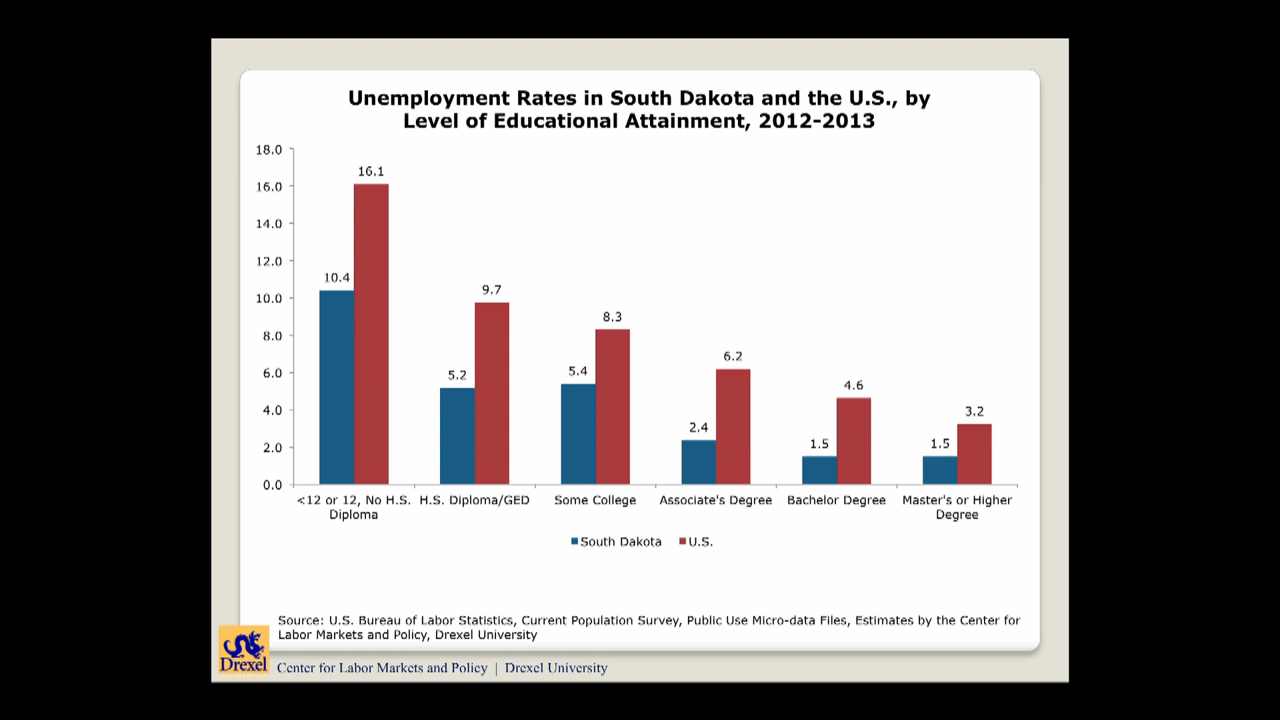 Unemployment Rates in South Dakota and the U.S., by
Level of Educational Attainment, 2012-2013
18.0
16.0
14.0
12.0
10.0
8.0
6.0
4.0
2.0
0.0
10.4
16.1
5.2
9.7
5.4
8.3
2.4
6.2
1.5
4.6
1.5
3.2
<12 or 12, No H.S.
Diploma
H.S. Diploma/GED
Some College
Associate's Degree
Bachelor Degree
Master's or Higher
Degree
South Dakota
U.S.
Source: U.S. Bureau of Labor Statistics, Current Population Survey, Public Use Micro-data Files, Estimates by the Center for
Labor Markets and Policy, Drexel University
Drexel
Center for Labor Markets and Policy | Drexel University